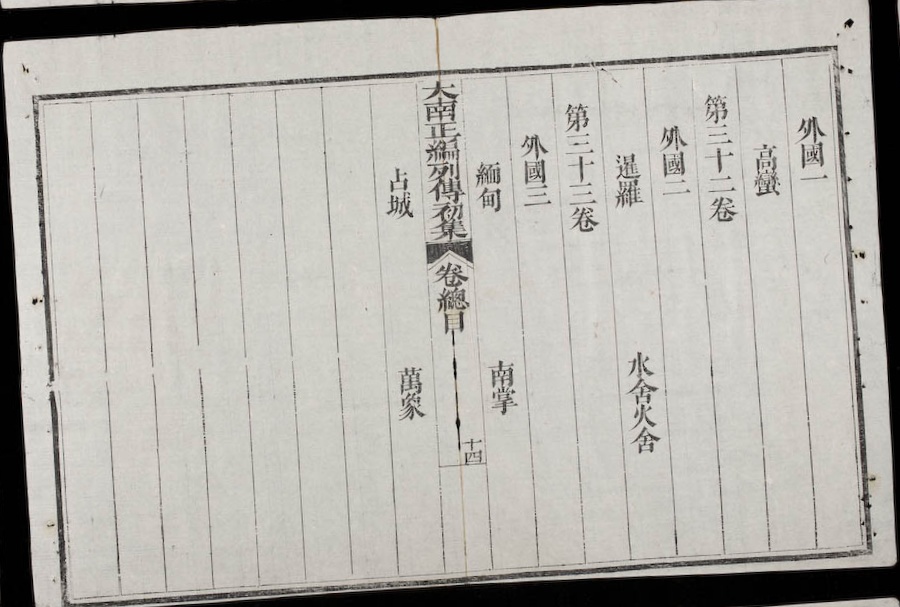 外國一
高蠻
第三十二卷
外國二
暹羅
水舍火舍
第三十三卷
外國三
緬甸
南掌
大南正編列傳初集
卷總目
十四
占城
萬象